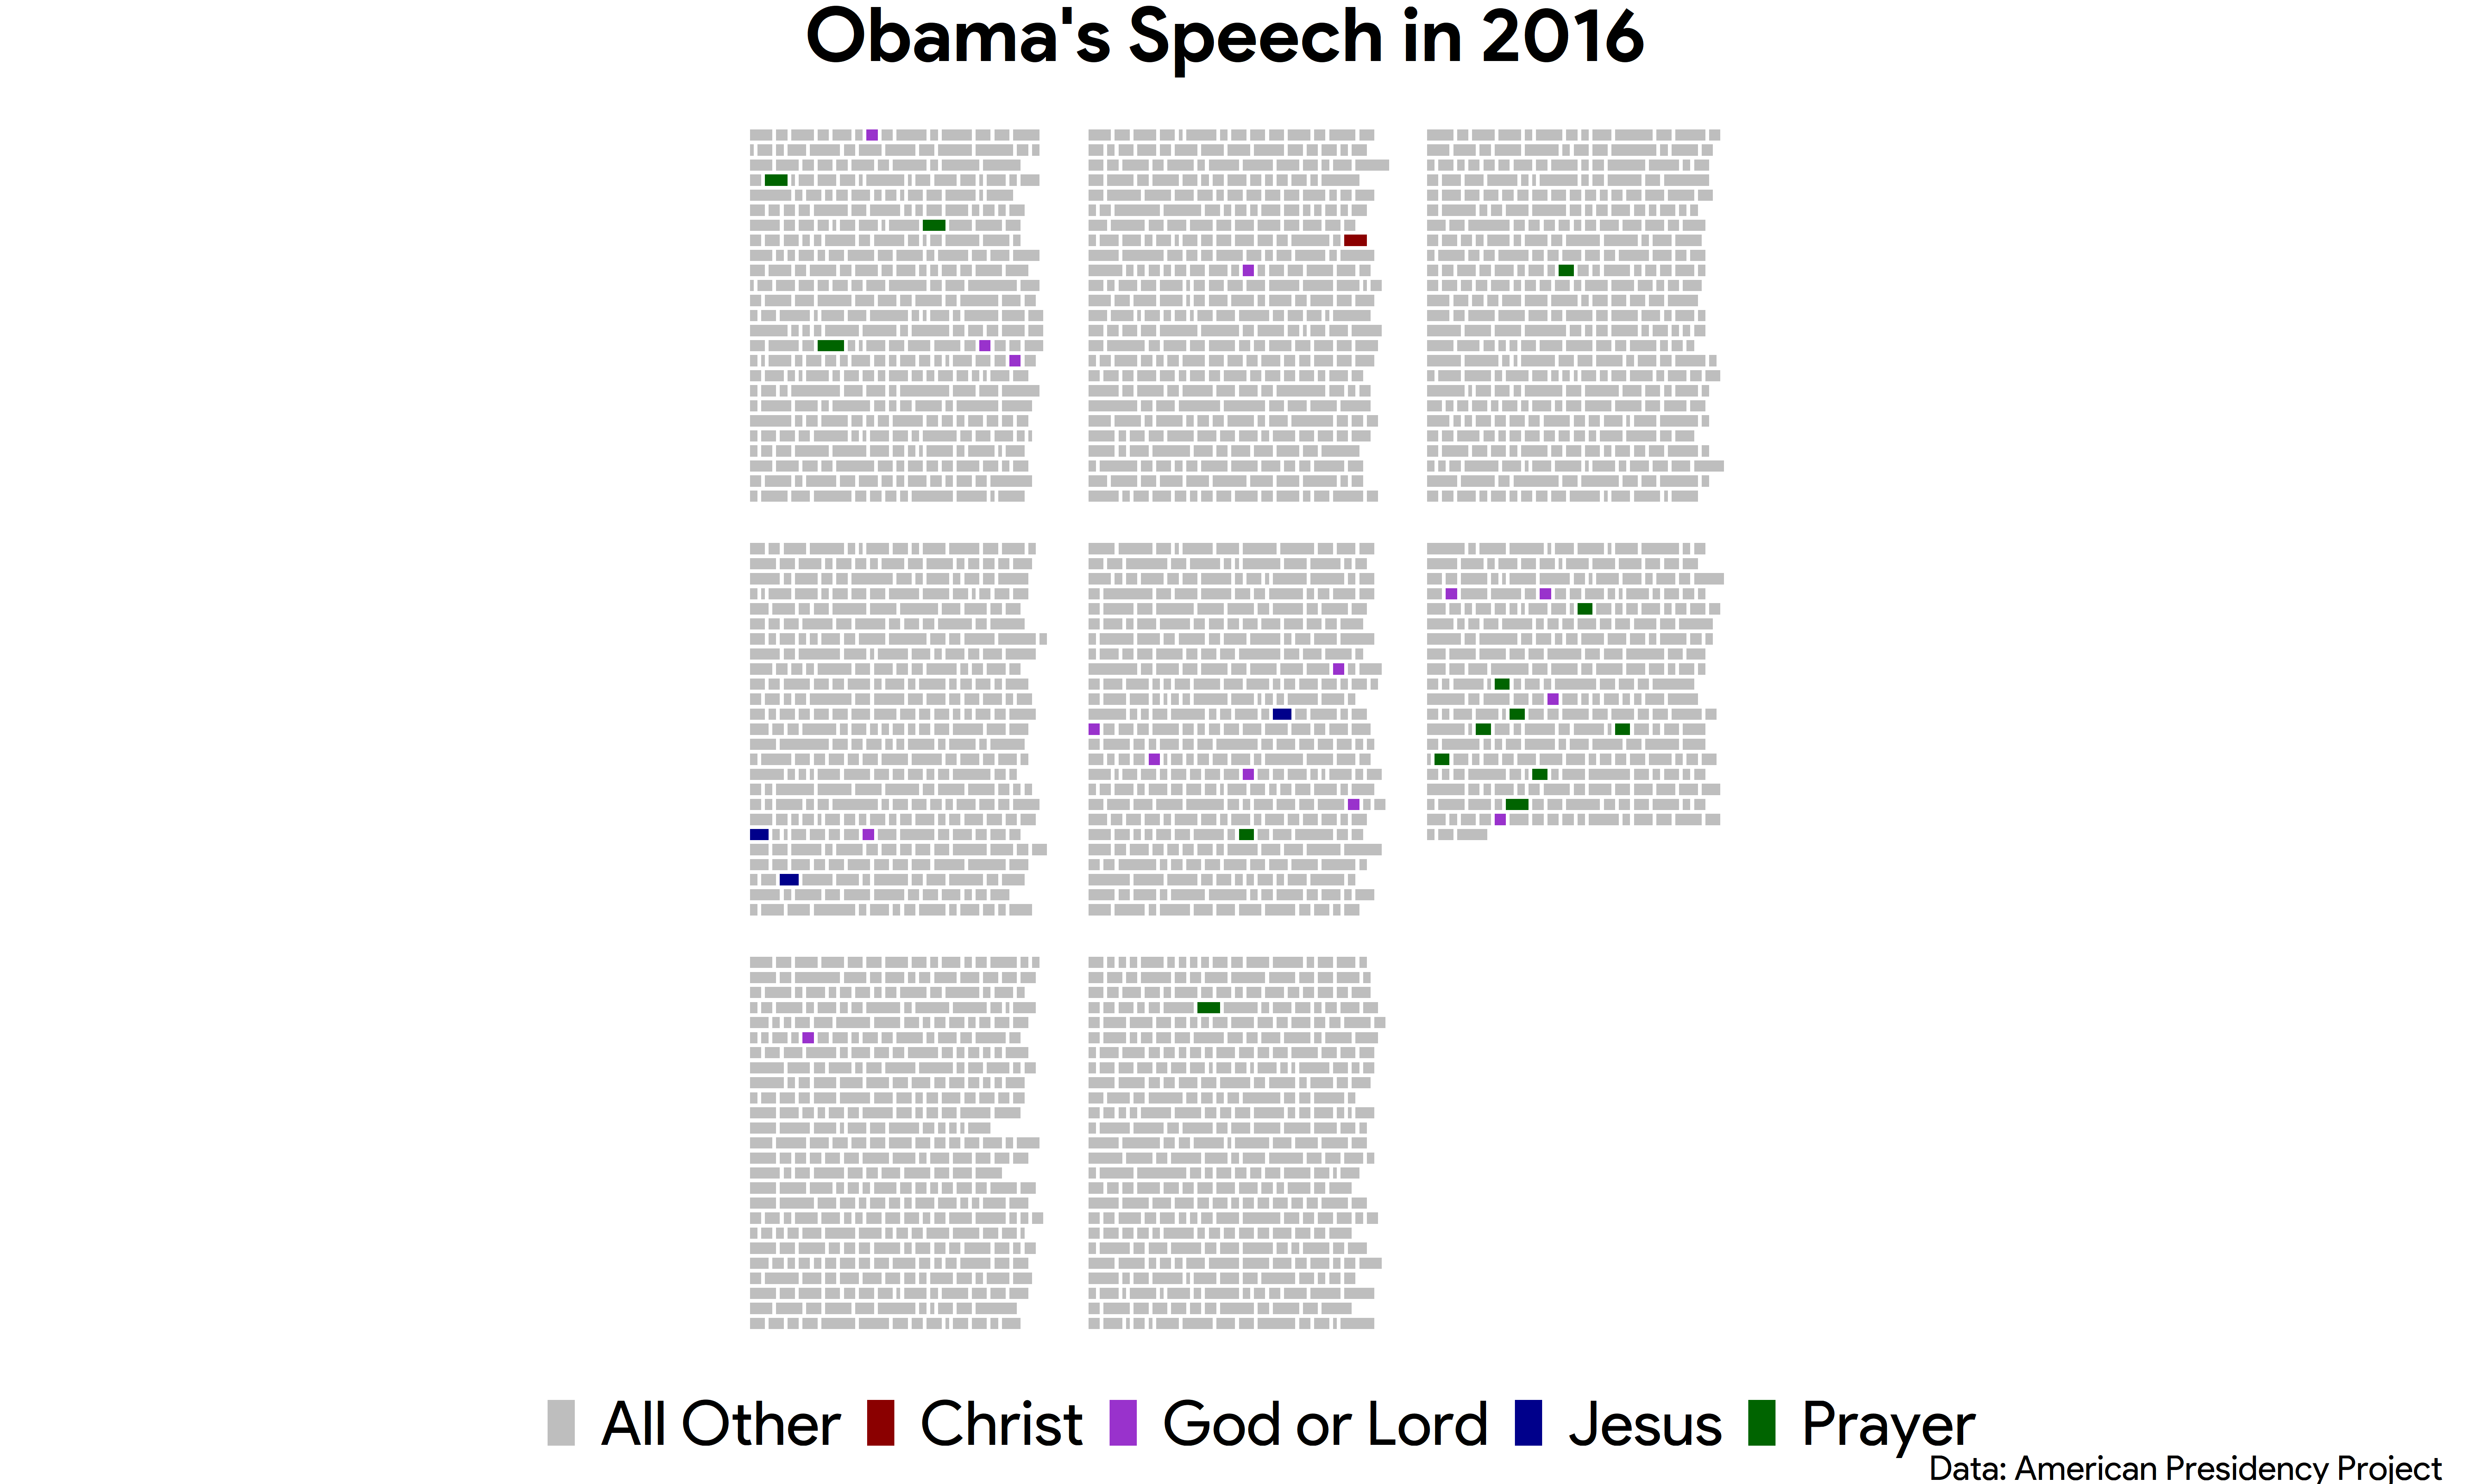 Obama's Speech in 2016
All Other Christ God or Lord Jesus Prayer
Data: American Presidency Project